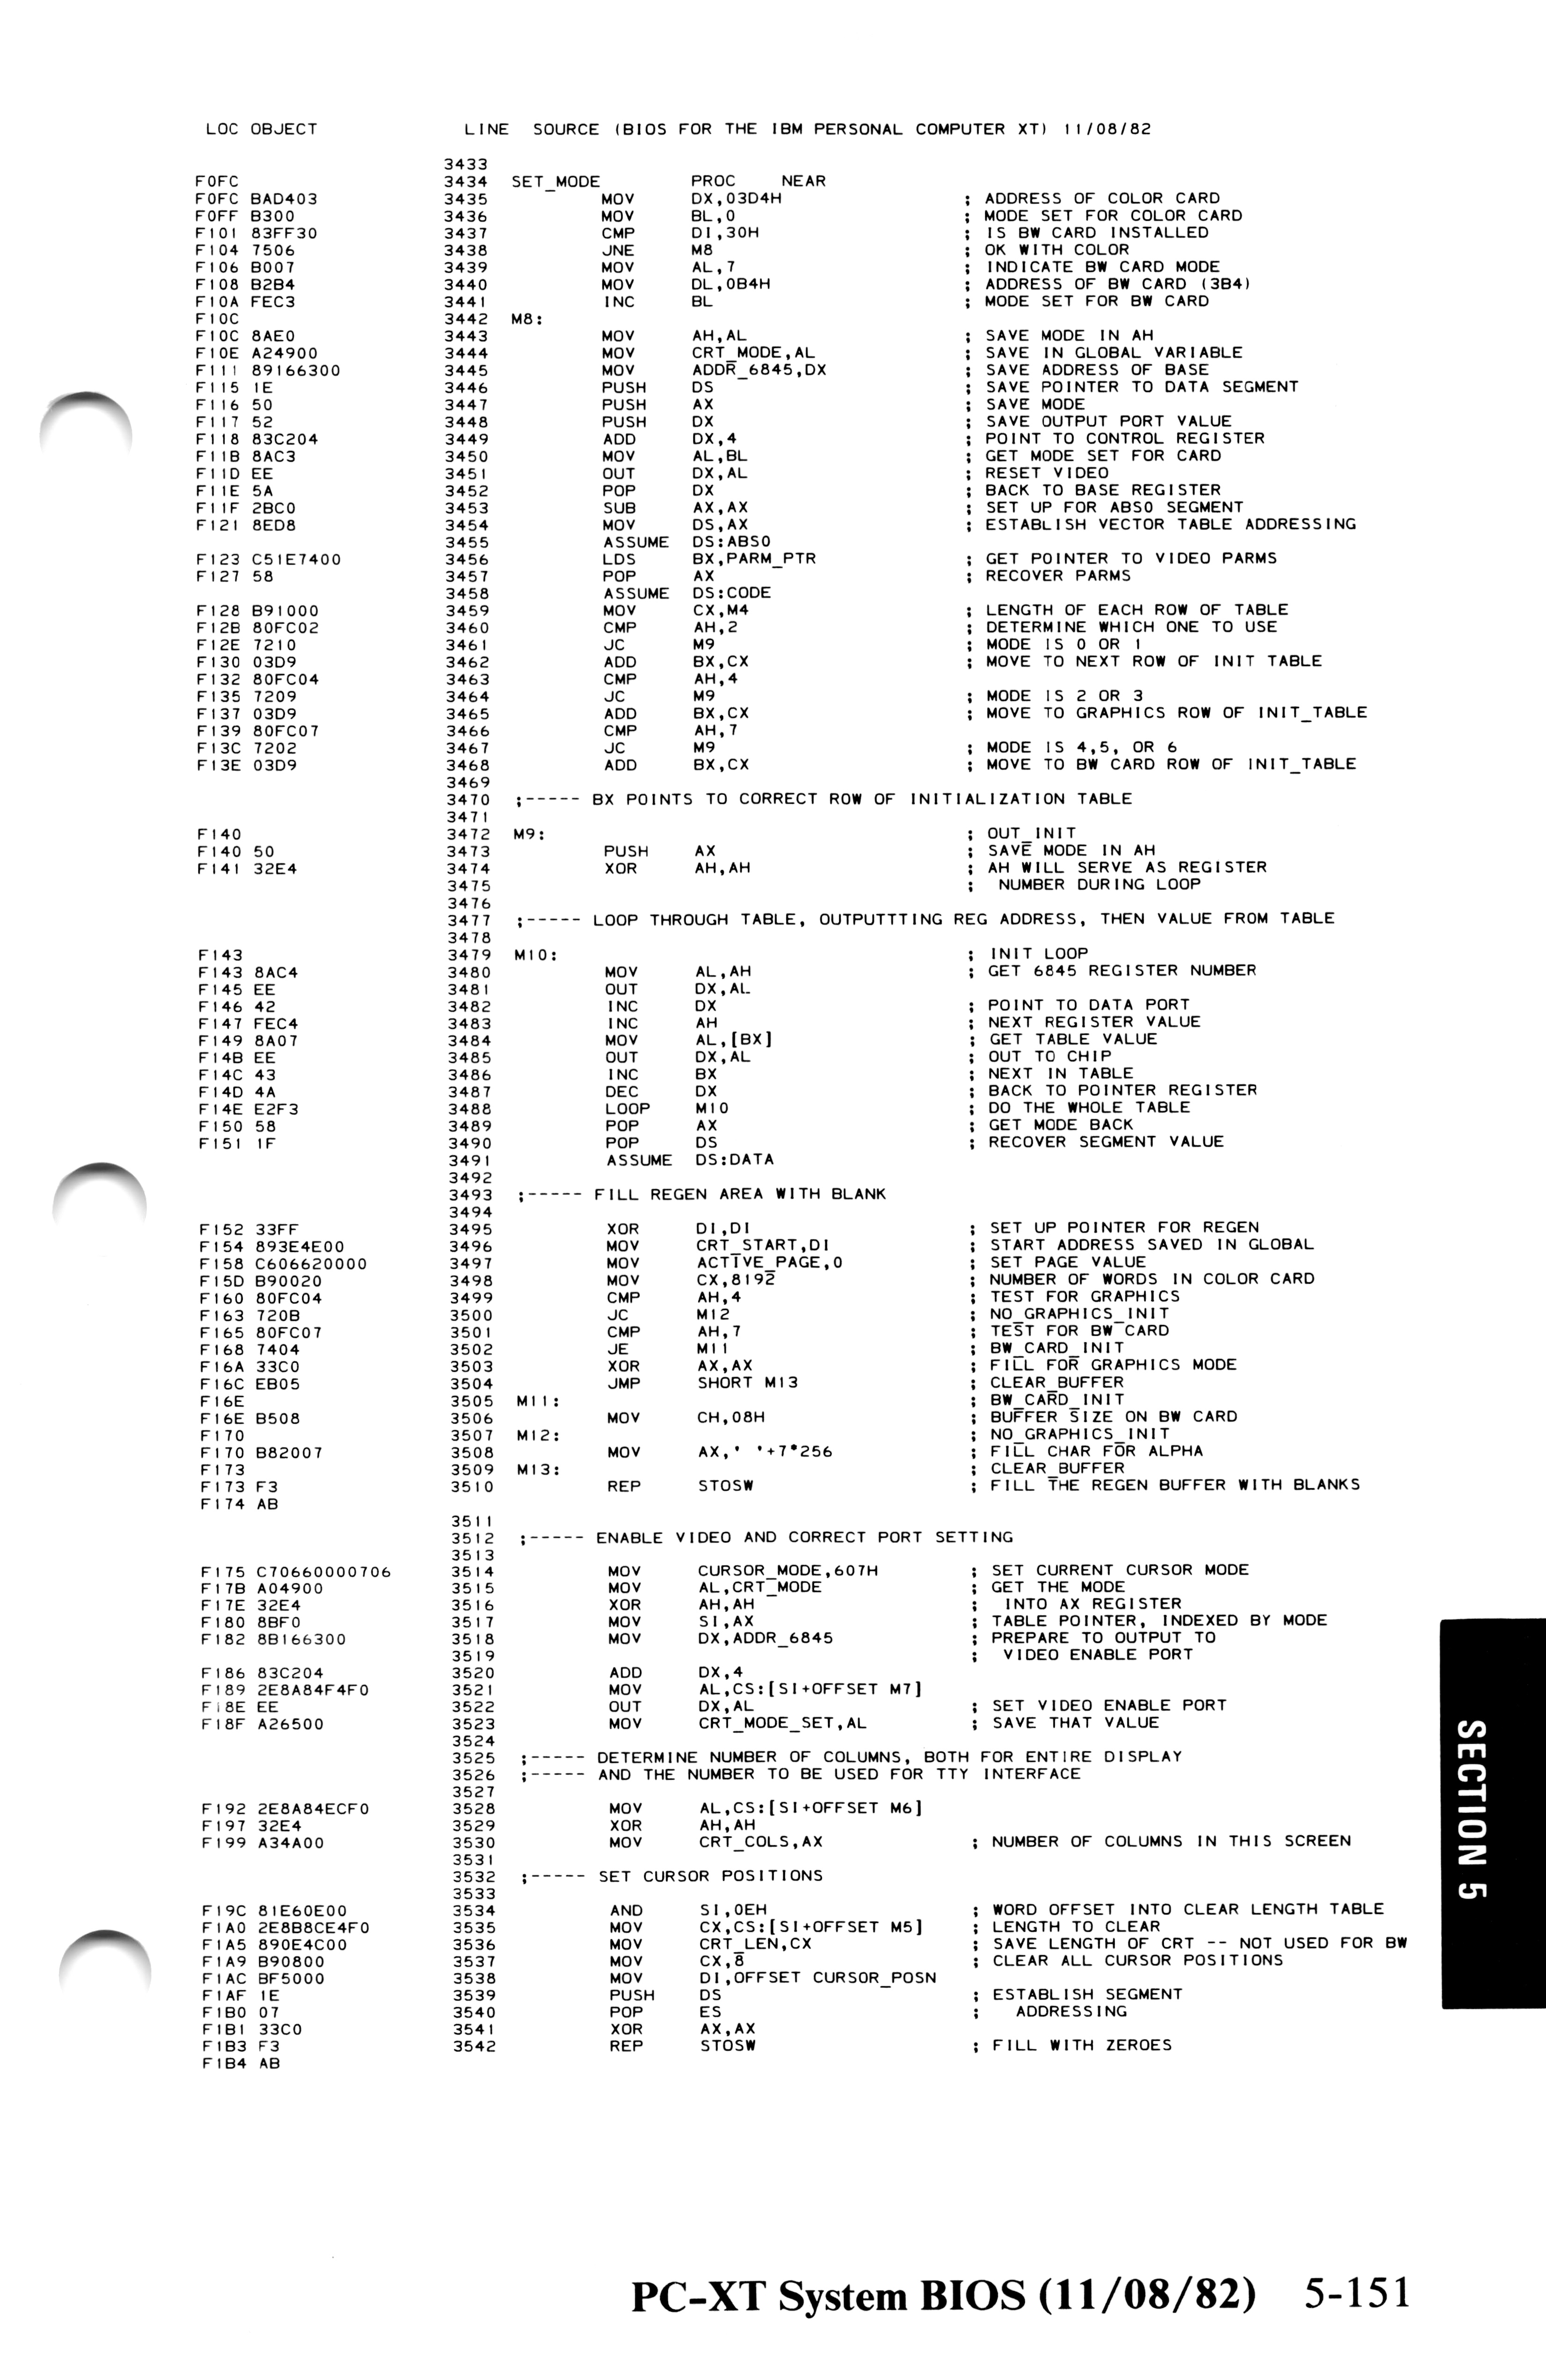 LOC OBJECT LINE SOURCE (BIOS FOR THE IBM PERSONAL COMPUTER XT) 11/08/82
3433
F0FC 3434 SET_MODE PROC NEAR
F0FC BAD403 3435 MOV DX,03D4H ; ADDRESS OF COLOR CARD
F0FF B300 3436 MOV BL,0 ; MODE SET FOR COLOR CARD
F101 83FF30 3437 CMP DI,30H ; IS BW CARD INSTALLED
F104 7506 3438 JNE M8 ; OK WITH COLOR
F106 B007 3439 MOV AL,7 ; INDICATE BW CARD MODE
F108 B2B4 3440 MOV DL,0B4H ; ADDRESS OF BW CARD (3B4)
F10A FEC3 3441 INC BL ; MODE SET FOR BW CARD
F10C 3442 M8:
F10C 8AE0 3443 MOV AH,AL ; SAVE MODE IN AH
F10E A24900 3444 MOV CRT_MODE,AL ; SAVE IN GLOBAL VARIABLE
F111 89166300 3445 MOV ADDR_6845,DX ; SAVE ADDRESS OF BASE
F115 1E 3446 PUSH DS ; SAVE POINTER TO DATA SEGMENT
F116 50 3447 PUSH AX ; SAVE MODE
F117 52 3448 PUSH DX ; SAVE OUTPUT PORT VALUE
F118 83C204 3449 ADD DX,4 ; POINT TO CONTROL REGISTER
F11B 8AC3 3450 MOV AL,BL ; GET MODE SET FOR CARD
F11D EE 3451 OUT DX,AL ; RESET VIDEO
F11E 5A 3452 POP DX ; BACK TO BASE REGISTER
F11F 2BC0 3453 SUB AX,AX ; SET UP FOR ABS0 SEGMENT
F121 8ED8 3454 MOV DS,AX ; ESTABLISH VECTOR TABLE ADDRESSING
3455 ASSUME DS:ABS0
F123 C51E7400 3456 LDS BX,PARM_PTR ; GET POINTER TO VIDEO PARMS
F127 58 3457 POP AX ; RECOVER PARMS
3458 ASSUME DS:CODE
F128 B91000 3459 MOV CX,M4 ; LENGTH OF EACH ROW OF TABLE
F12B 80FC02 3460 CMP AH,2 ; DETERMINE WHICH ONE TO USE
F12E 7210 3461 JC M9 ; MODE IS 0 OR 1
F130 03D9 3462 ADD BX,CX ; MOVE TO NEXT ROW OF INIT TABLE
F132 80FC04 3463 CMP AH,4
F135 7209 3464 JC M9 ; MODE IS 2 OR 3
F137 03D9 3465 ADD BX,CX ; MOVE TO GRAPHICS ROW OF INIT_TABLE
F139 80FC07 3466 CMP AH,7
F13C 7202 3467 JC M9 ; MODE IS 4,5, OR 6
F13E 03D9 3468 ADD BX,CX ; MOVE TO BW CARD ROW OF INIT_TABLE
3469
3470 ;----- BX POINTS TO CORRECT ROW OF INITIALIZATION TABLE
3471
F140 3472 M9: ; OUT_INIT
F140 50 3473 PUSH AX ; SAVE MODE IN AH
F141 32E4 3474 XOR AH,AH ; AH WILL SERVE AS REGISTER
3475 ; NUMBER DURING LOOP
3476
3477 ;----- LOOP THROUGH TABLE, OUTPUTTTING REG ADDRESS, THEN VALUE FROM TABLE
3478
F143 3479 M10: ; INIT LOOP
F143 8AC4 3480 MOV AL,AH ; GET 6845 REGISTER NUMBER
F145 EE 3481 OUT DX,AL
F146 42 3482 INC DX ; POINT TO DATA PORT
F147 FEC4 3483 INC AH ; NEXT REGISTER VALUE
F149 8A07 3484 MOV AL,[BX] ; GET TABLE VALUE
F14B EE 3485 OUT DX,AL ; OUT TO CHIP
F14C 43 3486 INC BX ; NEXT IN TABLE
F14D 4A 3487 DEC DX ; BACK TO POINTER REGISTER
F14E E2F3 3488 LOOP M10 ; DO THE WHOLE TABLE
F150 58 3489 POP AX ; GET MODE BACK
F151 1F 3490 POP DS ; RECOVER SEGMENT VALUE
3491 ASSUME DS:DATA
3492
3493 ;----- FILL REGEN AREA WITH BLANK
3494
F152 33FF 3495 XOR DI,DI ; SET UP POINTER FOR REGEN
F154 893E4E00 3496 MOV CRT_START,DI ; START ADDRESS SAVED IN GLOBAL
F158 C606620000 3497 MOV ACTIVE_PAGE,0 ; SET PAGE VALUE
F15D B90020 3498 MOV CX,8192 ; NUMBER OF WORDS IN COLOR CARD
F160 80FC04 3499 CMP AH,4 ; TEST FOR GRAPHICS
F163 720B 3500 JC M12 ; NO_GRAPHICS_INIT
F165 80FC07 3501 CMP AH,7 ; TEST FOR BW CARD
F168 7404 3502 JE M11 ; BW_CARD_INIT
F16A 33C0 3503 XOR AX,AX ; FILL FOR GRAPHICS MODE
F16C EB05 3504 JMP SHORT M13 ; CLEAR_BUFFER
F16E 3505 M11: ; BW_CARD_INIT
F16E B508 3506 MOV CH,08H ; BUFFER SIZE ON BW CARD
F170 3507 M12: ; NO_GRAPHICS_INIT
F170 B82007 3508 MOV AX,' '+7*256 ; FILL CHAR FOR ALPHA
F173 3509 M13: ; CLEAR_BUFFER
F173 F3 3510 REP STOSW ; FILL THE REGEN BUFFER WITH BLANKS
F174 AB
3511
3512 ;----- ENABLE VIDEO AND CORRECT PORT SETTING
3513
F175 C70660000706 3514 MOV CURSOR_MODE,607H ; SET CURRENT CURSOR MODE
F17B A04900 3515 MOV AL,CRT_MODE ; GET THE MODE
F17E 32E4 3516 XOR AH,AH ; INTO AX REGISTER
F180 8BF0 3517 MOV SI,AX ; TABLE POINTER, INDEXED BY MODE
F182 8B166300 3518 MOV DX,ADDR_6845 ; PREPARE TO OUTPUT TO
3519 ; VIDEO ENABLE PORT
F186 83C204 3520 ADD DX,4
F189 2E8A84F4F0 3521 MOV AL,CS:[SI+OFFSET M7]
F18E EE 3522 OUT DX,AL ; SET VIDEO ENABLE PORT
F18F A26500 3523 MOV CRT_MODE_SET,AL ; SAVE THAT VALUE
3524
3525 ;----- DETERMINE NUMBER OF COLUMNS, BOTH FOR ENTIRE DISPLAY
3526 ;----- AND THE NUMBER TO BE USED FOR TTY INTERFACE
3527
F192 2E8A84ECF0 3528 MOV AL,CS:[SI+OFFSET M6]
F197 32E4 3529 XOR AH,AH
F199 A34A00 3530 MOV CRT_COLS,AX ; NUMBER OF COLUMNS IN THIS SCREEN
3531
3532 ;----- SET CURSOR POSITIONS
3533
F19C 81E60E00 3534 AND SI,0EH ; WORD OFFSET INTO CLEAR LENGTH TABLE
F1A0 2E8B8CE4F0 3535 MOV CX,CS:[SI+OFFSET M5] ; LENGTH TO CLEAR
F1A5 890E4C00 3536 MOV CRT_LEN,CX ; SAVE LENGTH OF CRT -- NOT USED FOR BW
F1A9 B90800 3537 MOV CX,8 ; CLEAR ALL CURSOR POSITIONS
F1AC BF5000 3538 MOV DI,OFFSET CURSOR_POSN
F1AF 1E 3539 PUSH DS ; ESTABLISH SEGMENT
F1B0 07 3540 POP ES ; ADDRESSING
F1B1 33C0 3541 XOR AX,AX
F1B3 F3 3542 REP STOSW ; FILL WITH ZEROES
F1B4 AB
SECTION 5
PC-XT System BIOS (11/08/82) 5-151